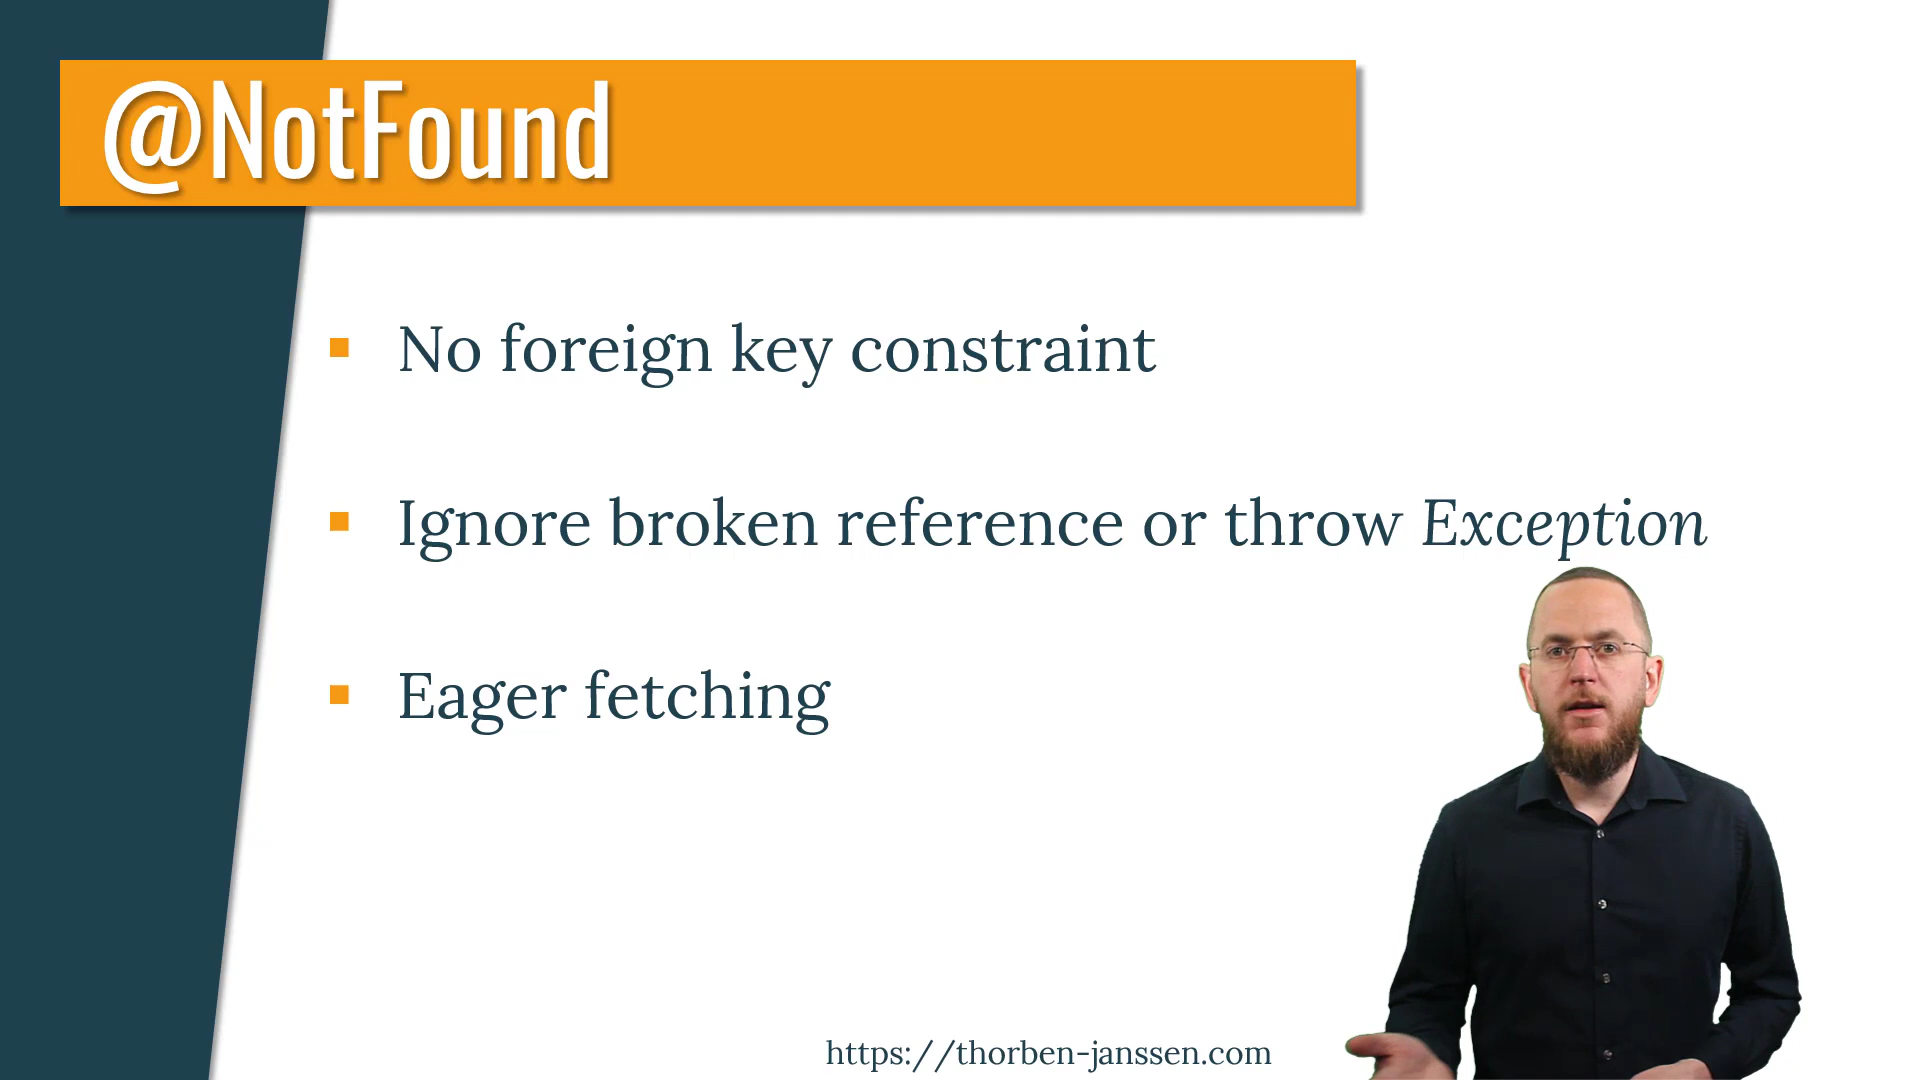 @NotFound
No foreign key constraint
Ignore broken reference or throw Exception
Eager fetching
https://thorben-janssen.com